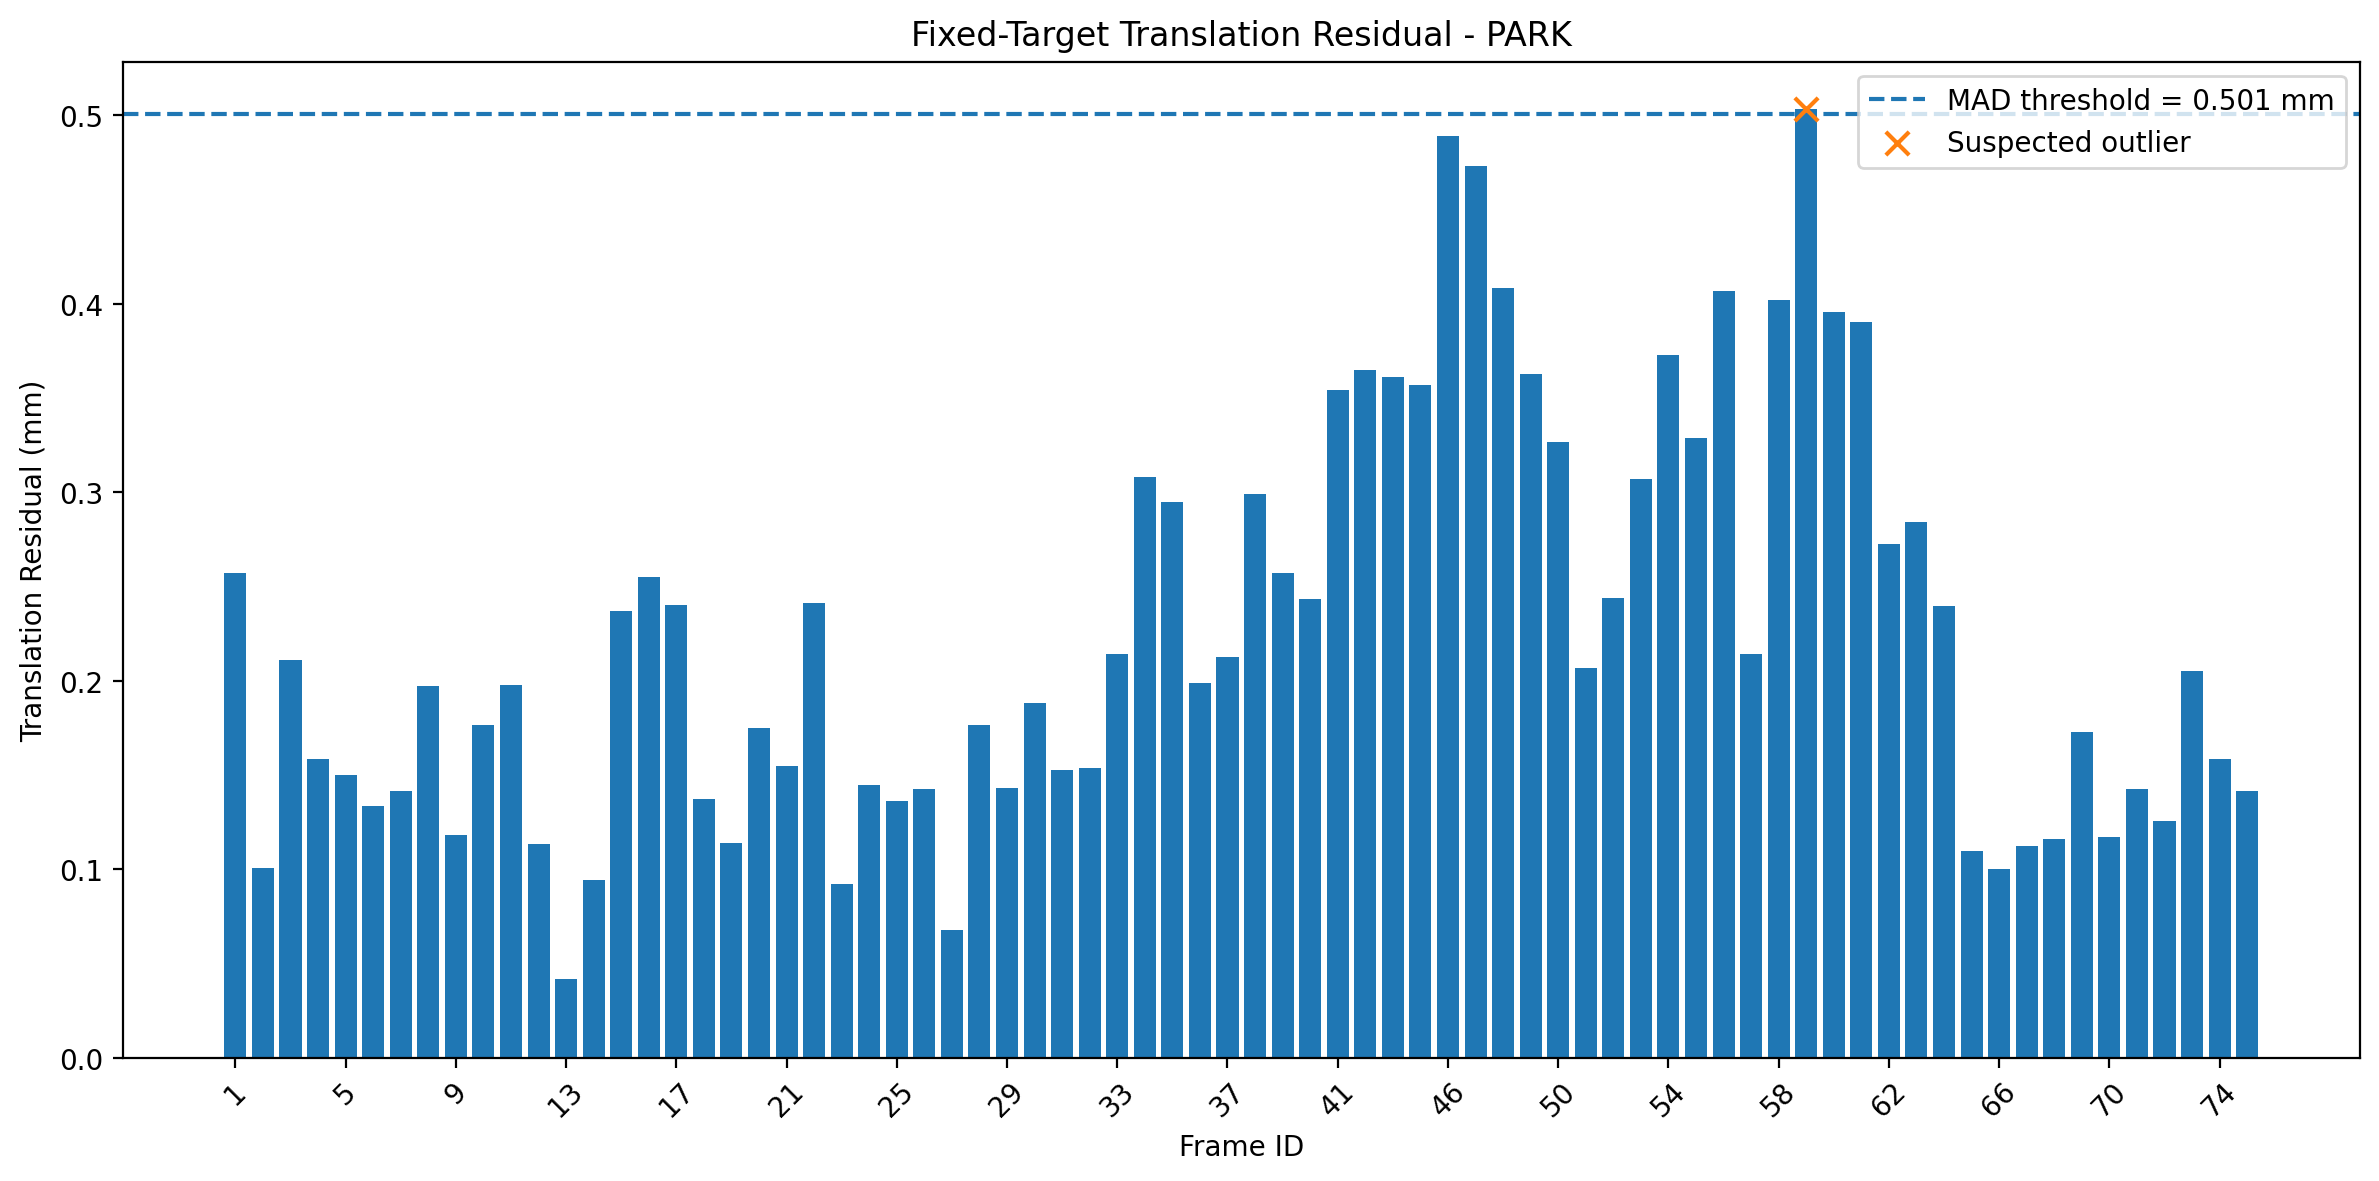 Fixed-Target Translation Residual - PARK
MAD threshold = 0.501 mm
Suspected outlier
Translation Residual (mm)
0.5
0.4
0.3
0.2
0.1
0.0
1 5 9 13 17 21 25 29 33 37 41 46 50 54 58 62 66 70 74
Frame ID